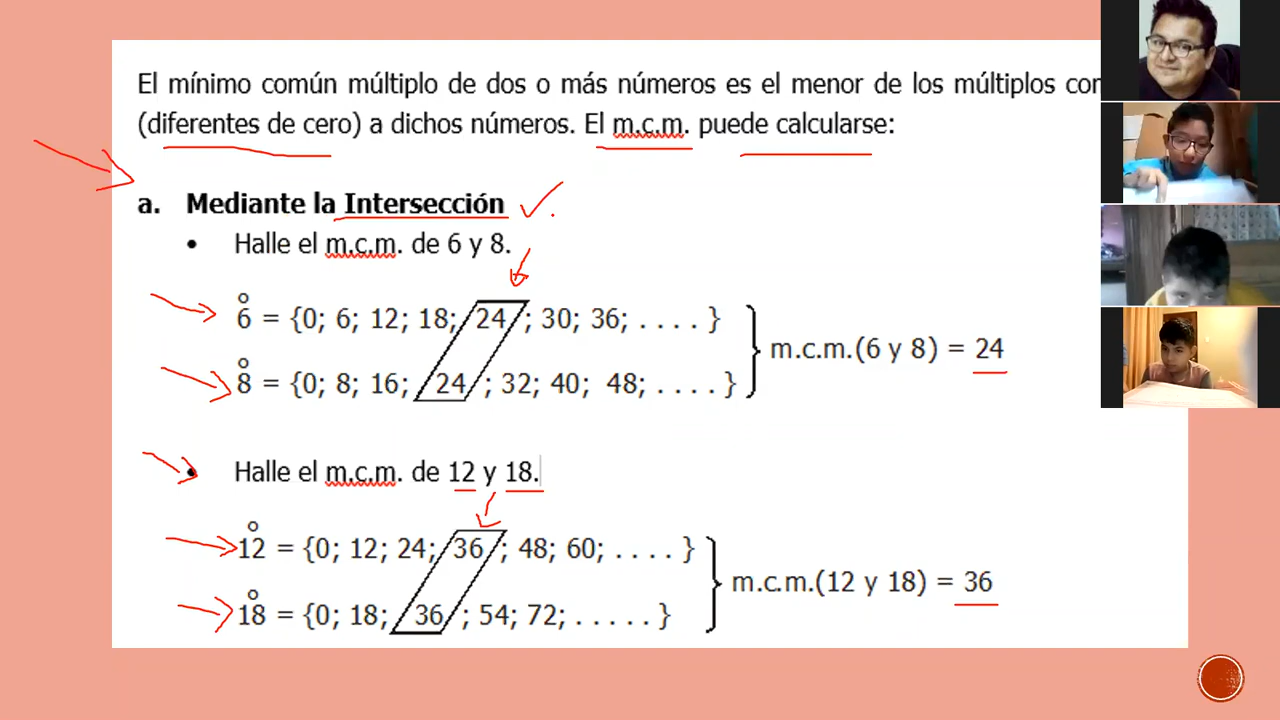 El mínimo común múltiplo de dos o más números es el menor de los múltiplos
(diferentes de cero) a dichos números. El m.c.m. puede calcularse:
a. Mediante la Intersección
• Halle el m.c.m. de 6 y 8.
6̊ = {0; 6; 12; 18; 24 ; 30; 36; . . . . }
8̊ = {0; 8; 16; 24 ; 32; 40; 48; . . . . }
m.c.m.(6 y 8) = 24
• Halle el m.c.m. de 12 y 18.
12̊ = {0; 12; 24; 36 ; 48; 60; . . . . }
18̊ = {0; 18; 36 ; 54; 72; . . . . . }
m.c.m.(12 y 18) = 36